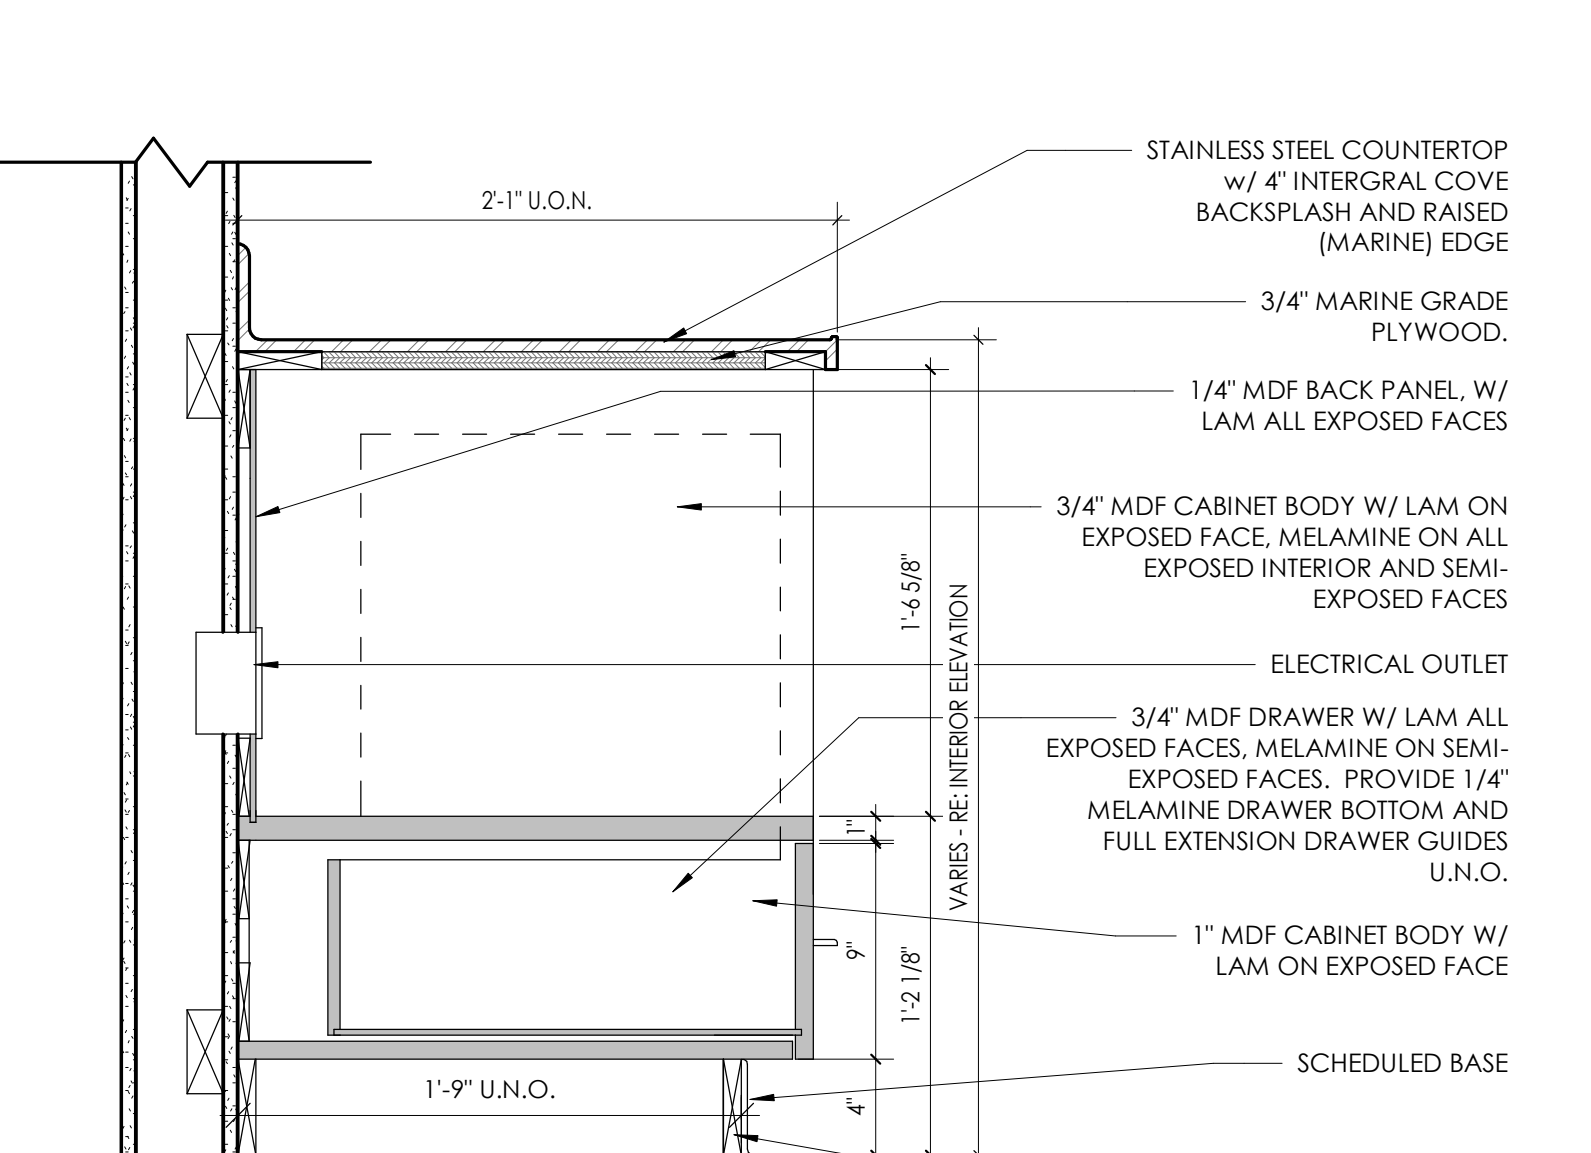 STAINLESS STEEL COUNTERTOP
w/ 4" INTERGRAL COVE
BACKSPLASH AND RAISED
(MARINE) EDGE
2'-1" U.O.N.
3/4" MARINE GRADE
PLYWOOD.
1/4" MDF BACK PANEL, W/
LAM ALL EXPOSED FACES
3/4" MDF CABINET BODY W/ LAM ON
EXPOSED FACE, MELAMINE ON ALL
EXPOSED INTERIOR AND SEMI-
EXPOSED FACES
1'-6 5/8"
VARIES - RE: INTERIOR ELEVATION
ELECTRICAL OUTLET
3/4" MDF DRAWER W/ LAM ALL
EXPOSED FACES, MELAMINE ON SEMI-
EXPOSED FACES.  PROVIDE 1/4"
MELAMINE DRAWER BOTTOM AND
FULL EXTENSION DRAWER GUIDES
U.N.O.
1"
1" MDF CABINET BODY W/
LAM ON EXPOSED FACE
9"
1'-2 1/8"
SCHEDULED BASE
1'-9" U.N.O.
4"